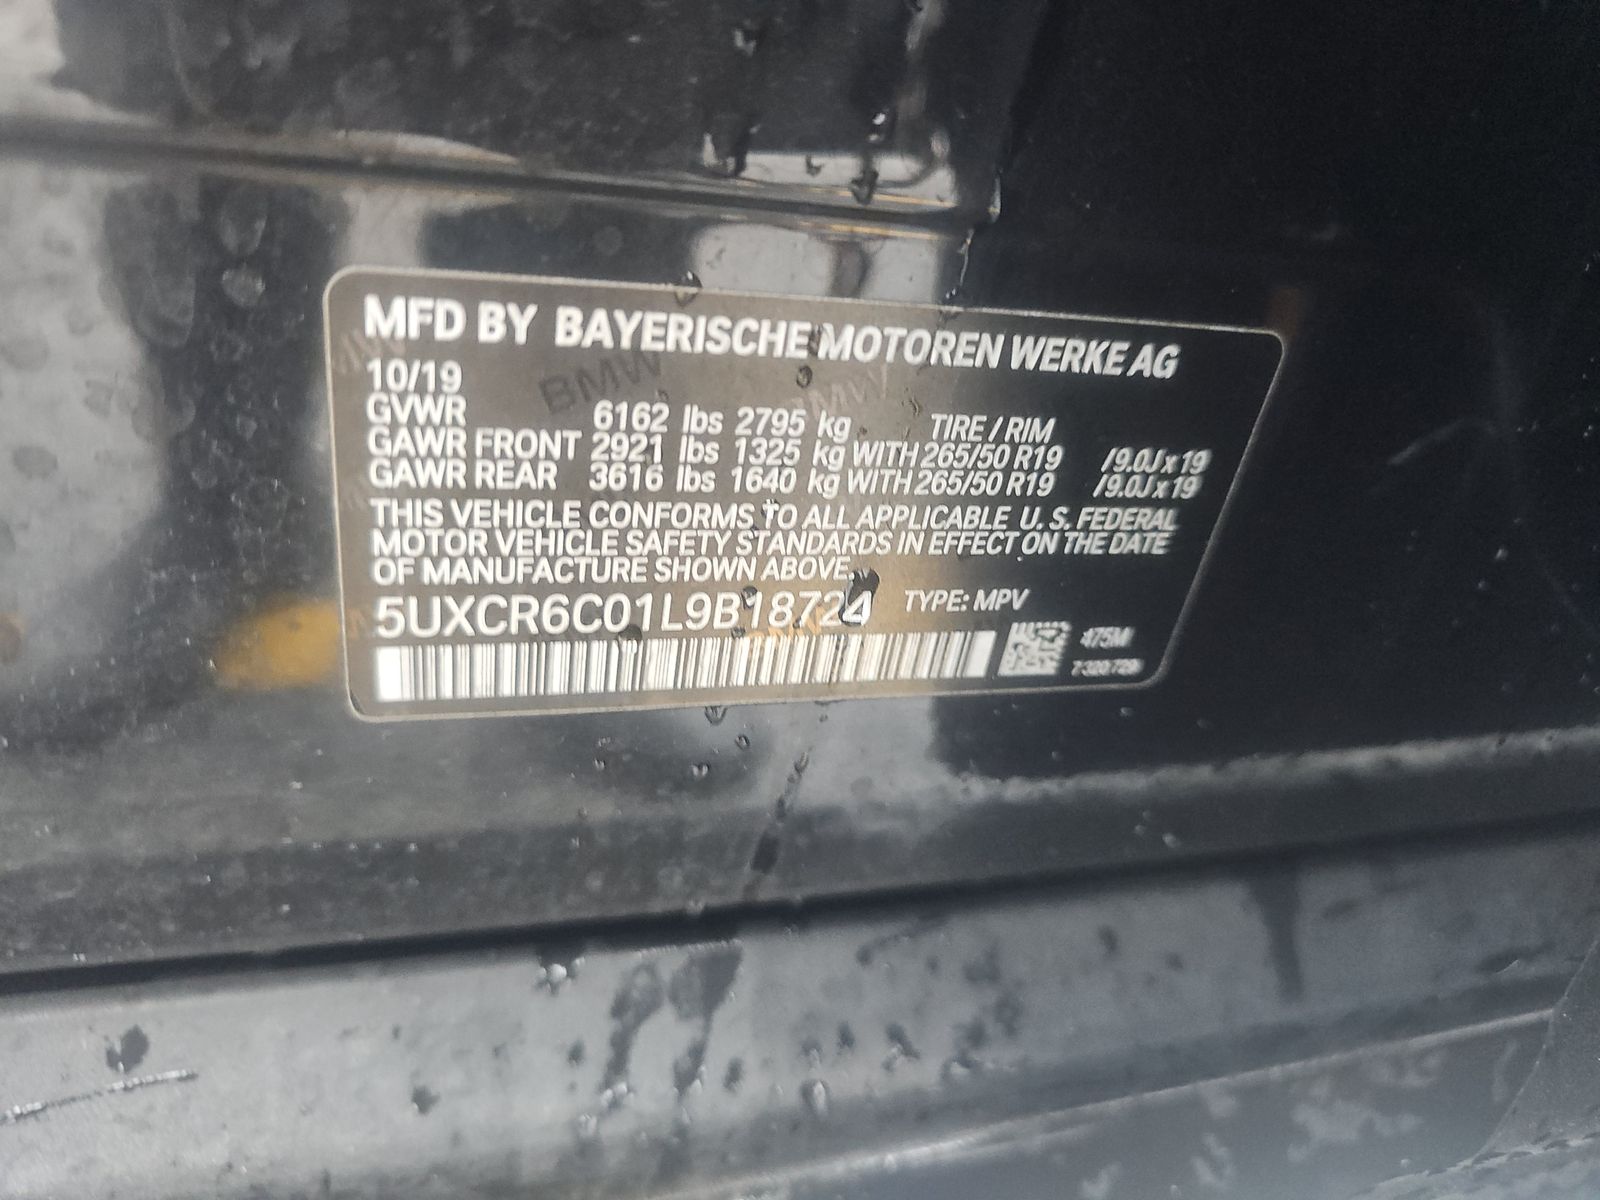 MFD BY BAYERISCHE MOTOREN WERKE AG
10/19
GVWR 6162 lbs 2795 kg TIRE / RIM
GAWR FRONT 2921 lbs 1325 kg WITH 265/50 R19 /9.0J x 19
GAWR REAR 3616 lbs 1640 kg WITH 265/50 R19 /9.0J x 19
THIS VEHICLE CONFORMS TO ALL APPLICABLE U. S. FEDERAL
MOTOR VEHICLE SAFETY STANDARDS IN EFFECT ON THE DATE
OF MANUFACTURE SHOWN ABOVE.
5UXCR6C01L9B18724 TYPE: MPV
475M